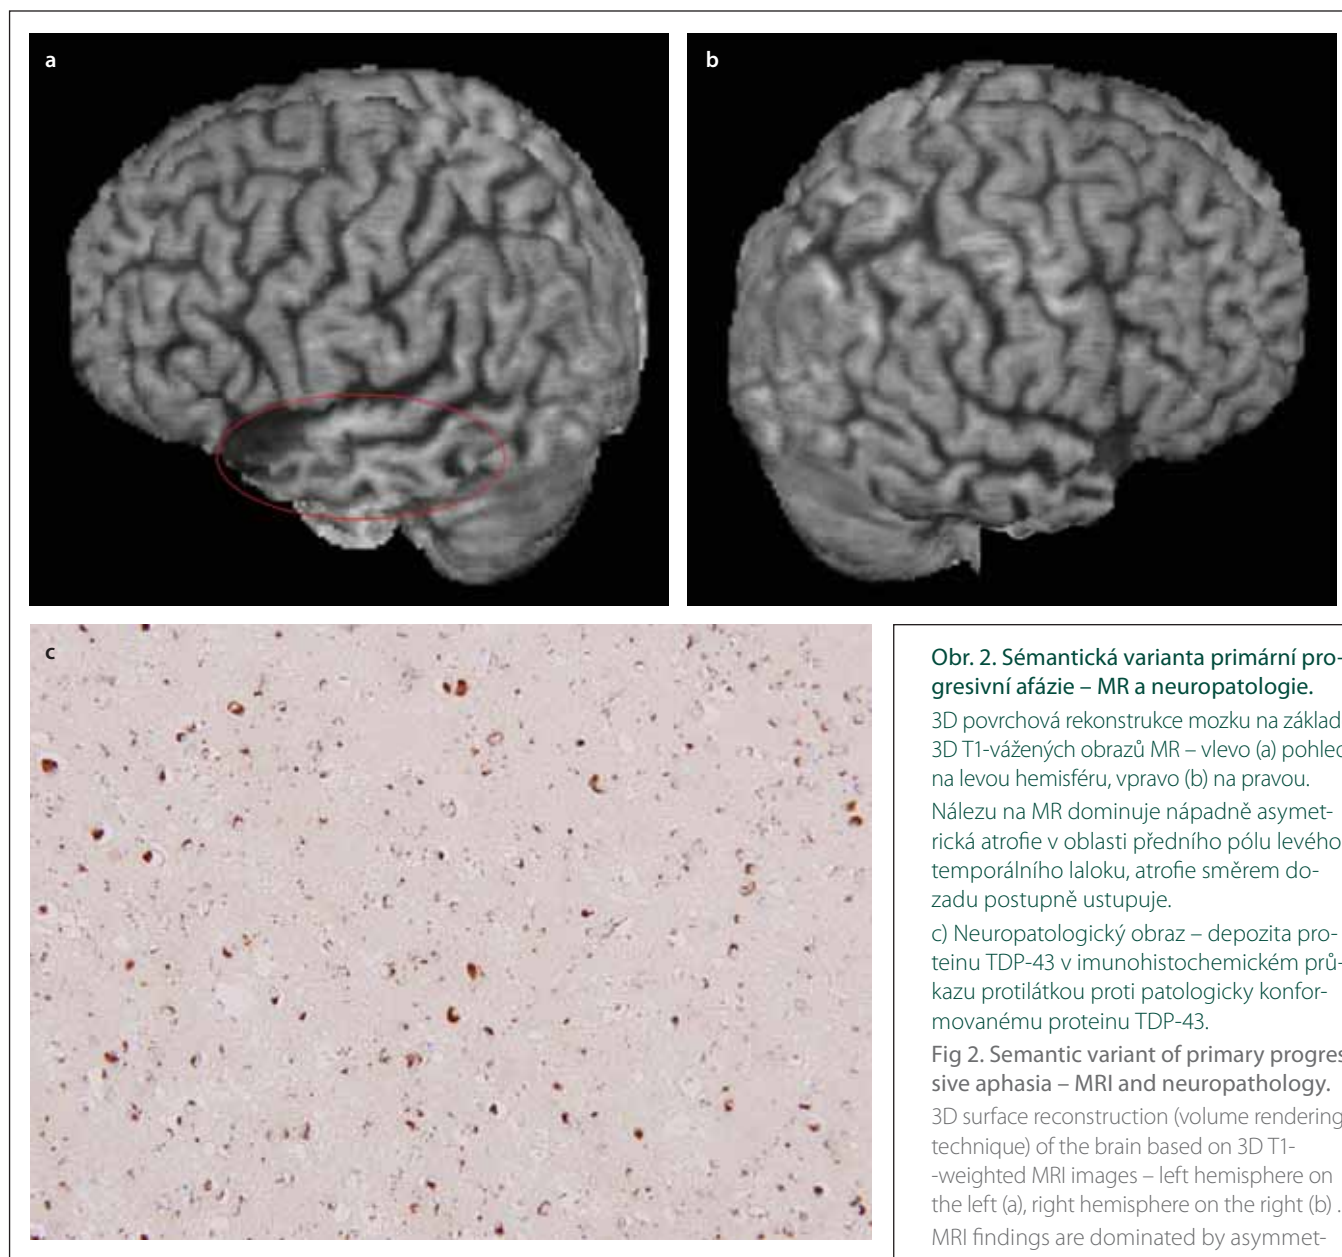 a
b
c
Obr. 2. Sémantická varianta primární pro-
gresivní afázie – MR a neuropatologie.
3D povrchová rekonstrukce mozku na základ
3D T1-vážených obrazů MR – vlevo (a) pohled
na levou hemisféru, vpravo (b) na pravou.
Nálezu na MR dominuje nápadně asymet-
rická atrofie v oblasti předního pólu levého
temporálního laloku, atrofie směrem do-
zadu postupně ustupuje.
c) Neuropatologický obraz – depozita pro-
teinu TDP-43 v imunohistochemickém prů-
kazu protilátkou proti patologicky konfor-
movanému proteinu TDP-43.
Fig 2. Semantic variant of primary progres
sive aphasia – MRI and neuropathology.
3D surface reconstruction (volume rendering
technique) of the brain based on 3D T1-
-weighted MRI images – left hemisphere on
the left (a), right hemisphere on the right (b) .
MRI findings are dominated by asymmet-